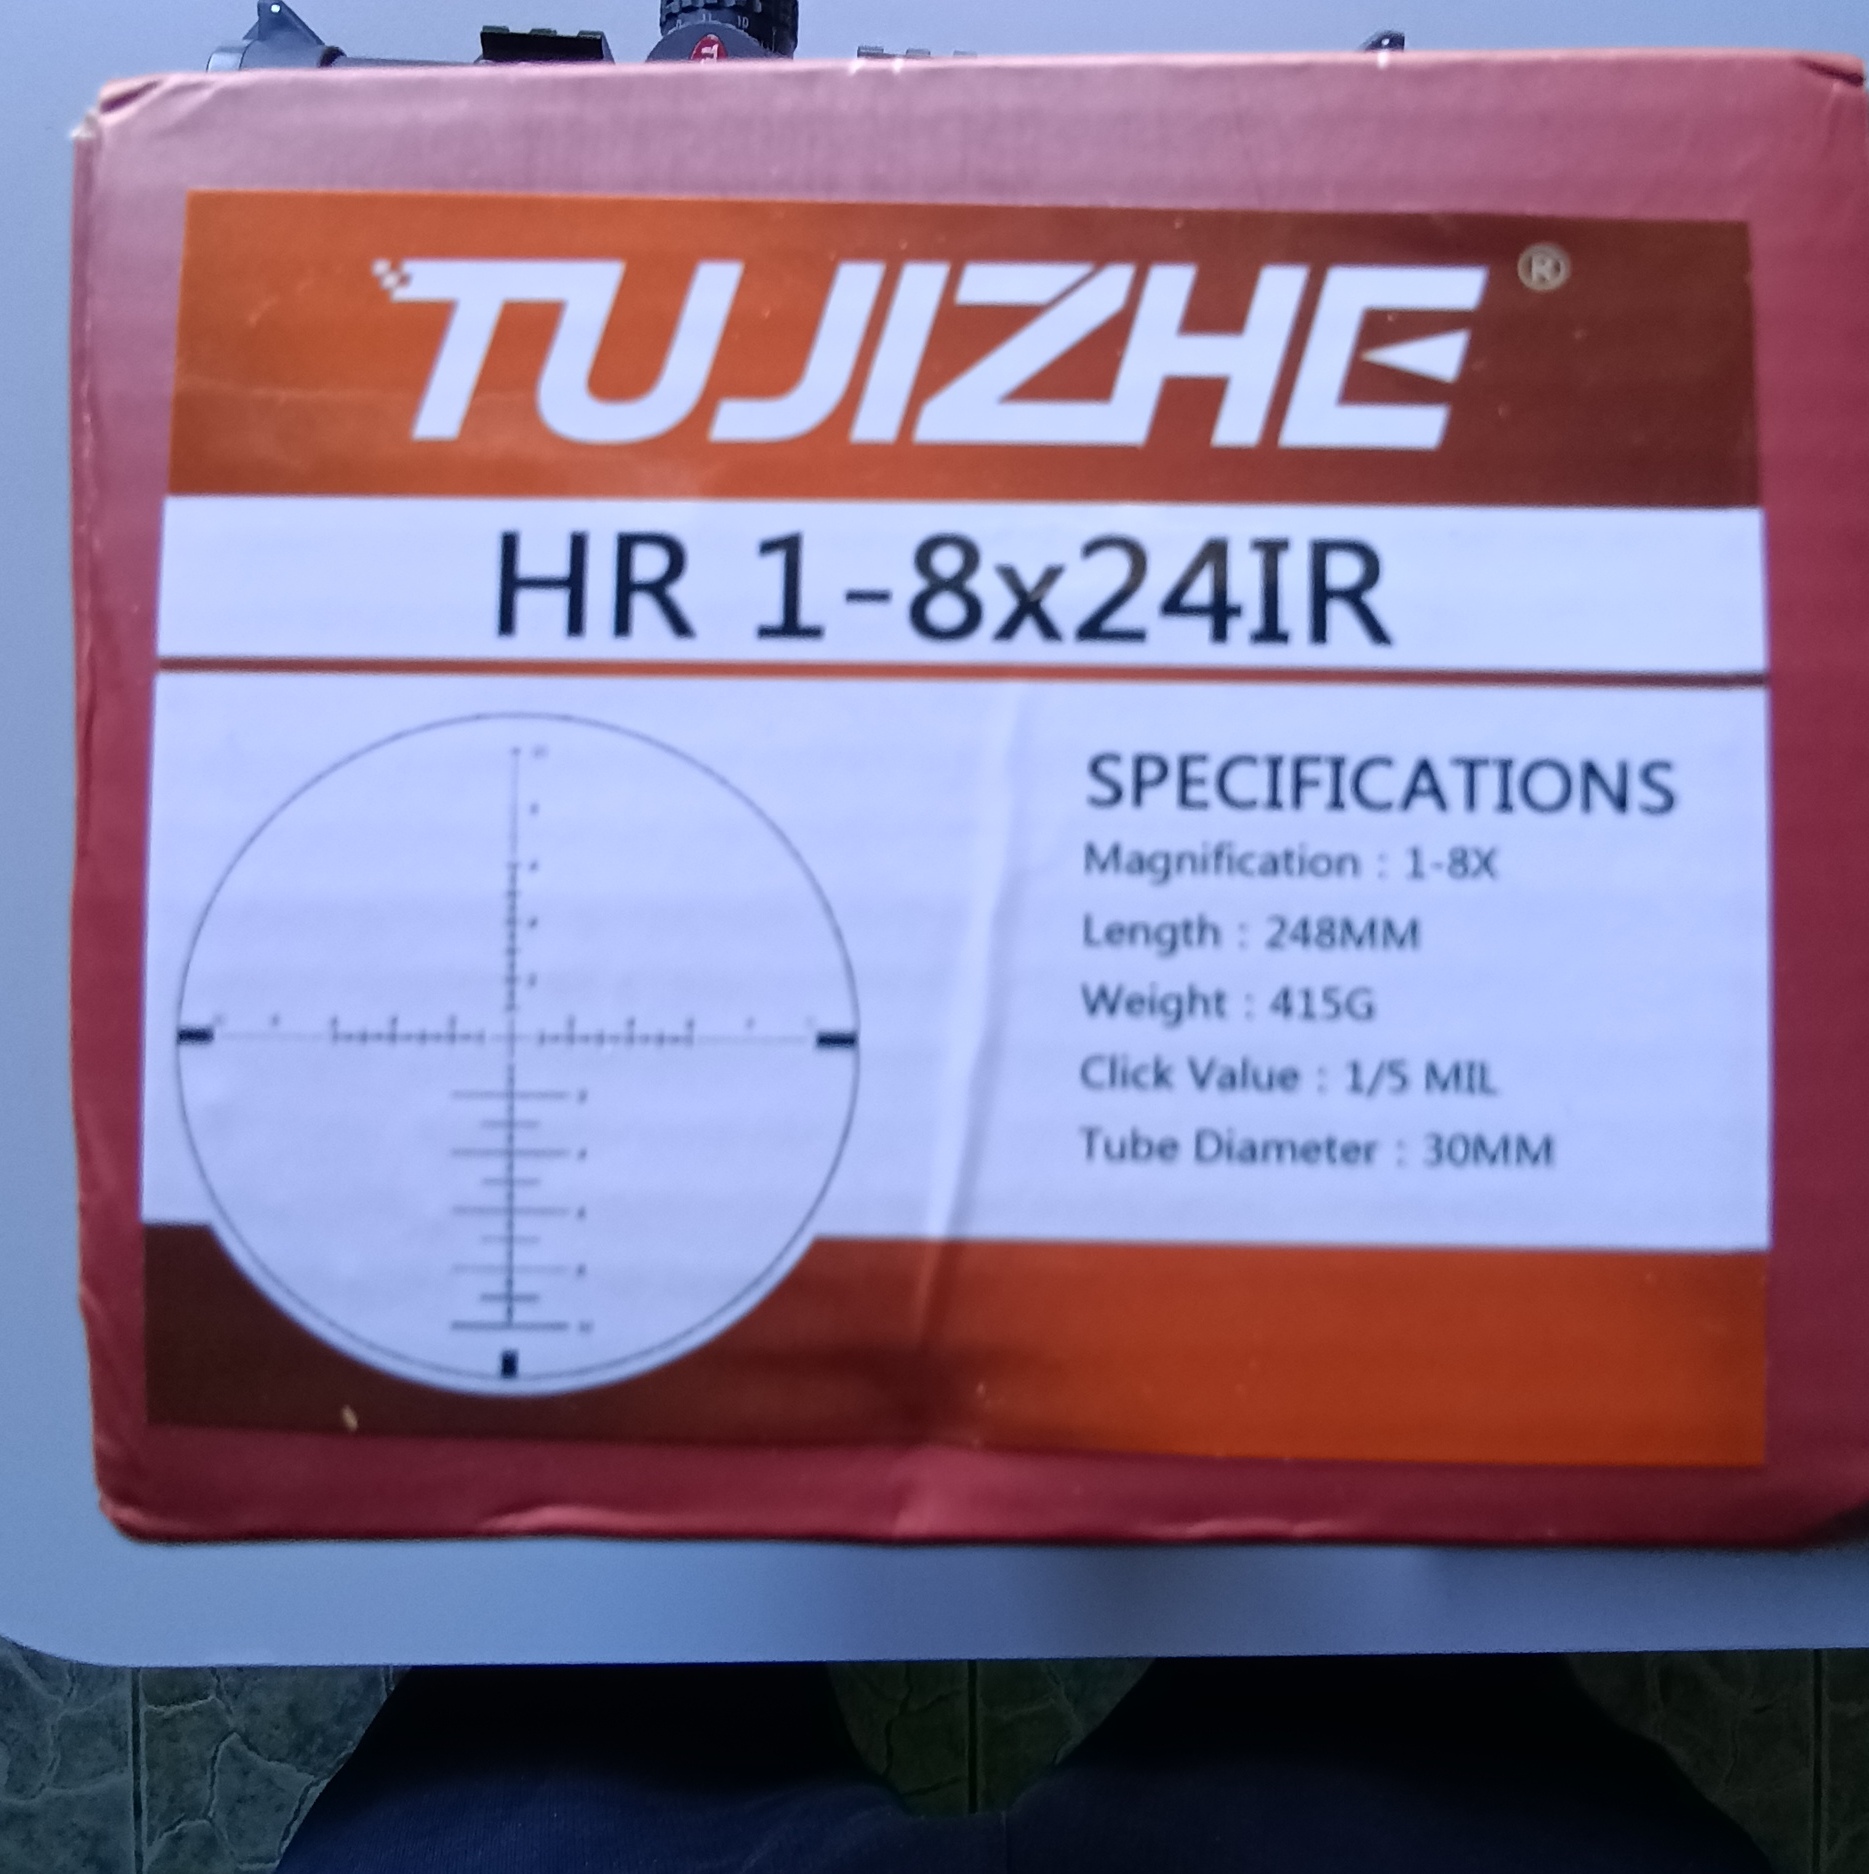 TUJIZHE ®
HR 1-8x24IR
SPECIFICATIONS
Magnification : 1-8X
Length : 248MM
Weight : 415G
Click Value : 1/5 MIL
Tube Diameter : 30MM